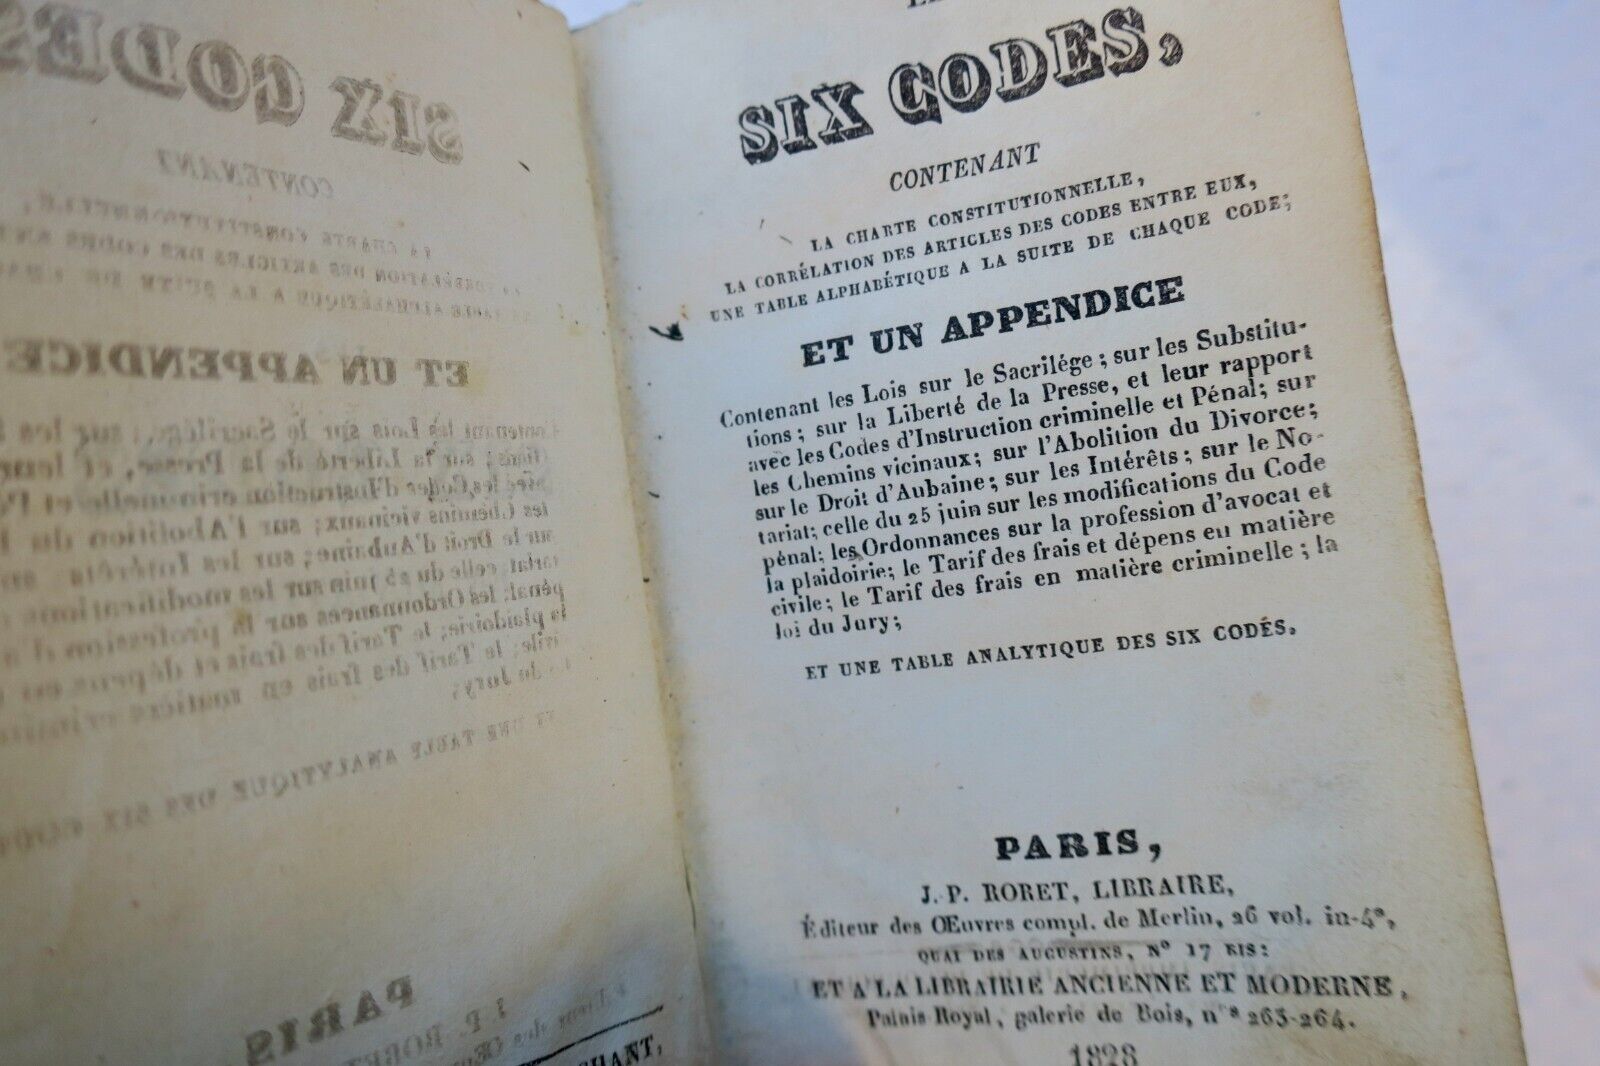 SIX CODES,
CONTENANT
LA CHARTE CONSTITUTIONNELLE,
LA CORRÉLATION DES ARTICLES DES CODES ENTRE EUX,
UNE TABLE ALPHABÉTIQUE A LA SUITE DE CHAQUE CODE;
ET UN APPENDICE
Contenant les Lois sur le Sacrilége; sur les Substitu-
tions; sur la Liberté de la Presse, et leur rapport
avec les Codes d'Instruction criminelle et Pénal; sur
les Chemins vicinaux; sur l'Abolition du Divorce;
sur le Droit d'Aubaine; sur les Intérêts; sur le No-
tariat; celle du 25 juin sur les modifications du Code
pénal; les Ordonnances sur la profession d'avocat et
la plaidoirie; le Tarif des frais et dépens en matière
civile; le Tarif des frais en matière criminelle; la
loi du Jury;
ET UNE TABLE ANALYTIQUE DES SIX CODES.
PARIS,
J.-P. RORET, LIBRAIRE,
Éditeur des Œuvres compl. de Merlin, 26 vol. in-4°,
QUAI DES AUGUSTINS, N° 17 BIS:
ET A LA LIBRAIRIE ANCIENNE ET MODERNE,
Palais-Royal, galerie de Bois, n°s 263-264.
1828